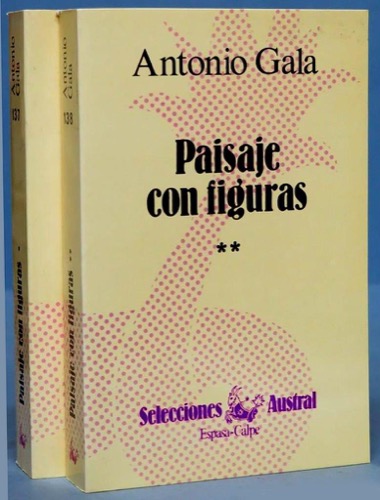 Antonio Gala
Paisaje
con figuras
**
Selecciones Austral
Espasa-Calpe
Antonio
Gala
138
**
Paisaje con figuras
Antonio
Gala
137
*
Paisaje con figuras